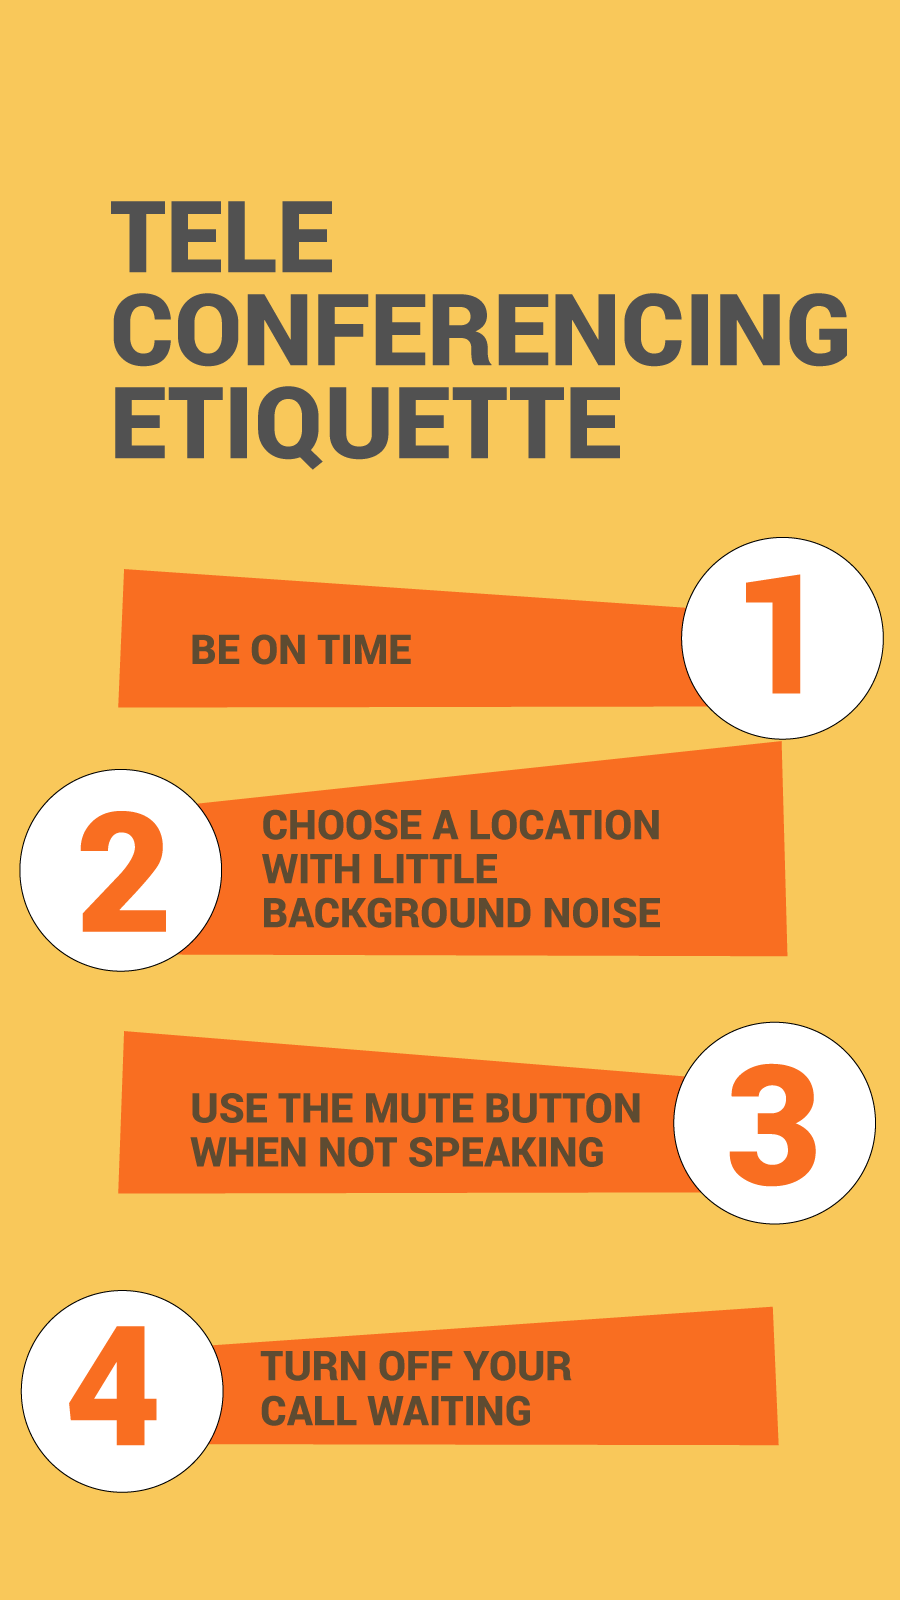 TELE
CONFERENCING
ETIQUETTE
BE ON TIME
1
2
CHOOSE A LOCATION
WITH LITTLE
BACKGROUND NOISE
USE THE MUTE BUTTON
WHEN NOT SPEAKING
3
4
TURN OFF YOUR
CALL WAITING